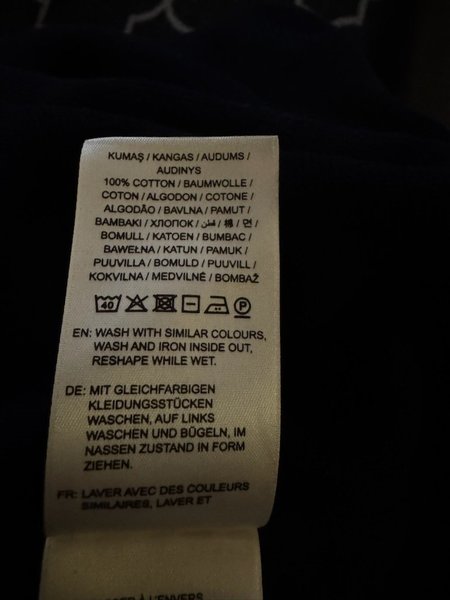 KUMAŞ / KANGAS / AUDUMS /
AUDINYS
100% COTTON / BAUMWOLLE /
COTON / ALGODON / COTONE /
ALGODÃO / BAVLNA / PAMUT /
BAMBAKI / ХЛОПОК / قطن / 棉 / 면 /
BOMULL / KATOEN / BUMBAC /
BAWEŁNA / KATUN / PAMUK /
PUUVILLA / BOMULD / PUUVILL /
KOKVILNA / MEDVILNĖ / BOMBAŽ
40 P
EN: WASH WITH SIMILAR COLOURS,
WASH AND IRON INSIDE OUT,
RESHAPE WHILE WET.
DE: MIT GLEICHFARBIGEN
KLEIDUNGSSTÜCKEN
WASCHEN, AUF LINKS
WASCHEN UND BÜGELN, IM
NASSEN ZUSTAND IN FORM
ZIEHEN.
FR: LAVER AVEC DES COULEURS
SIMILAIRES, LAVER ET
À L'ENVERS